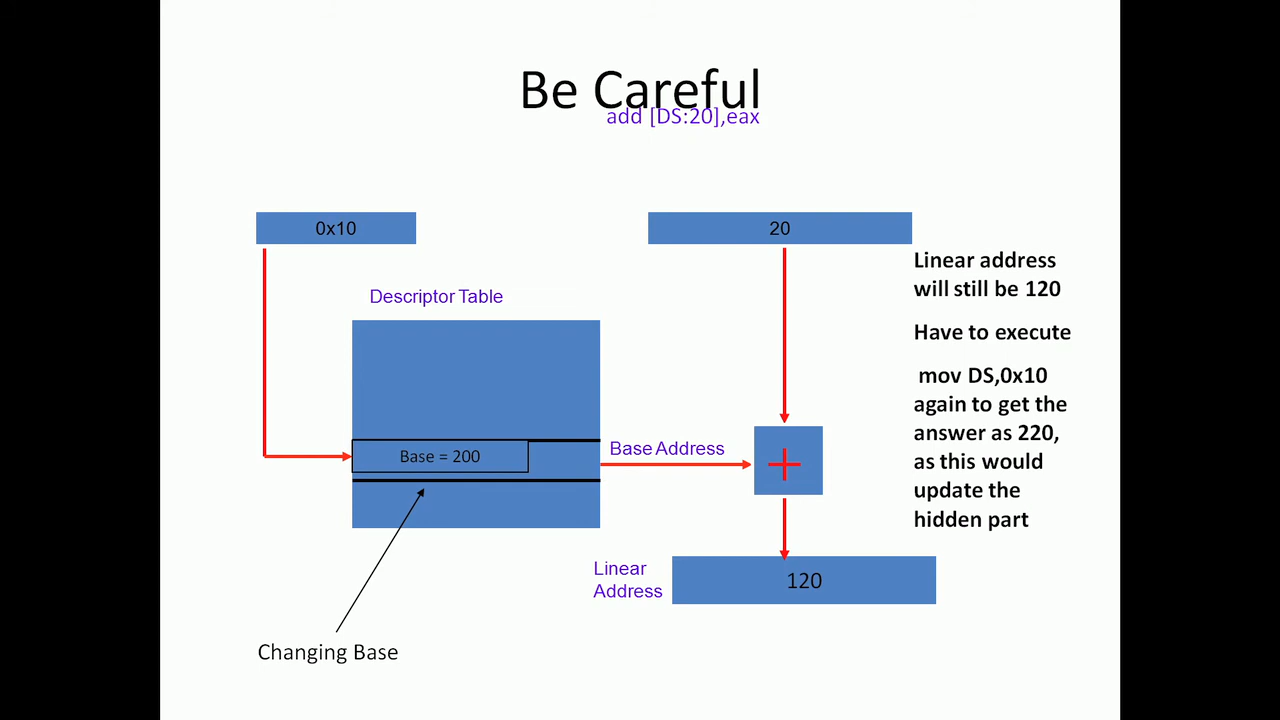 Be Careful
add [DS:20],eax
0x10
20
Linear address
will still be 120
Have to execute
mov DS,0x10
again to get the
answer as 220,
as this would
update the
hidden part
Descriptor Table
Base = 200
Base Address
Linear
Address
120
Changing Base